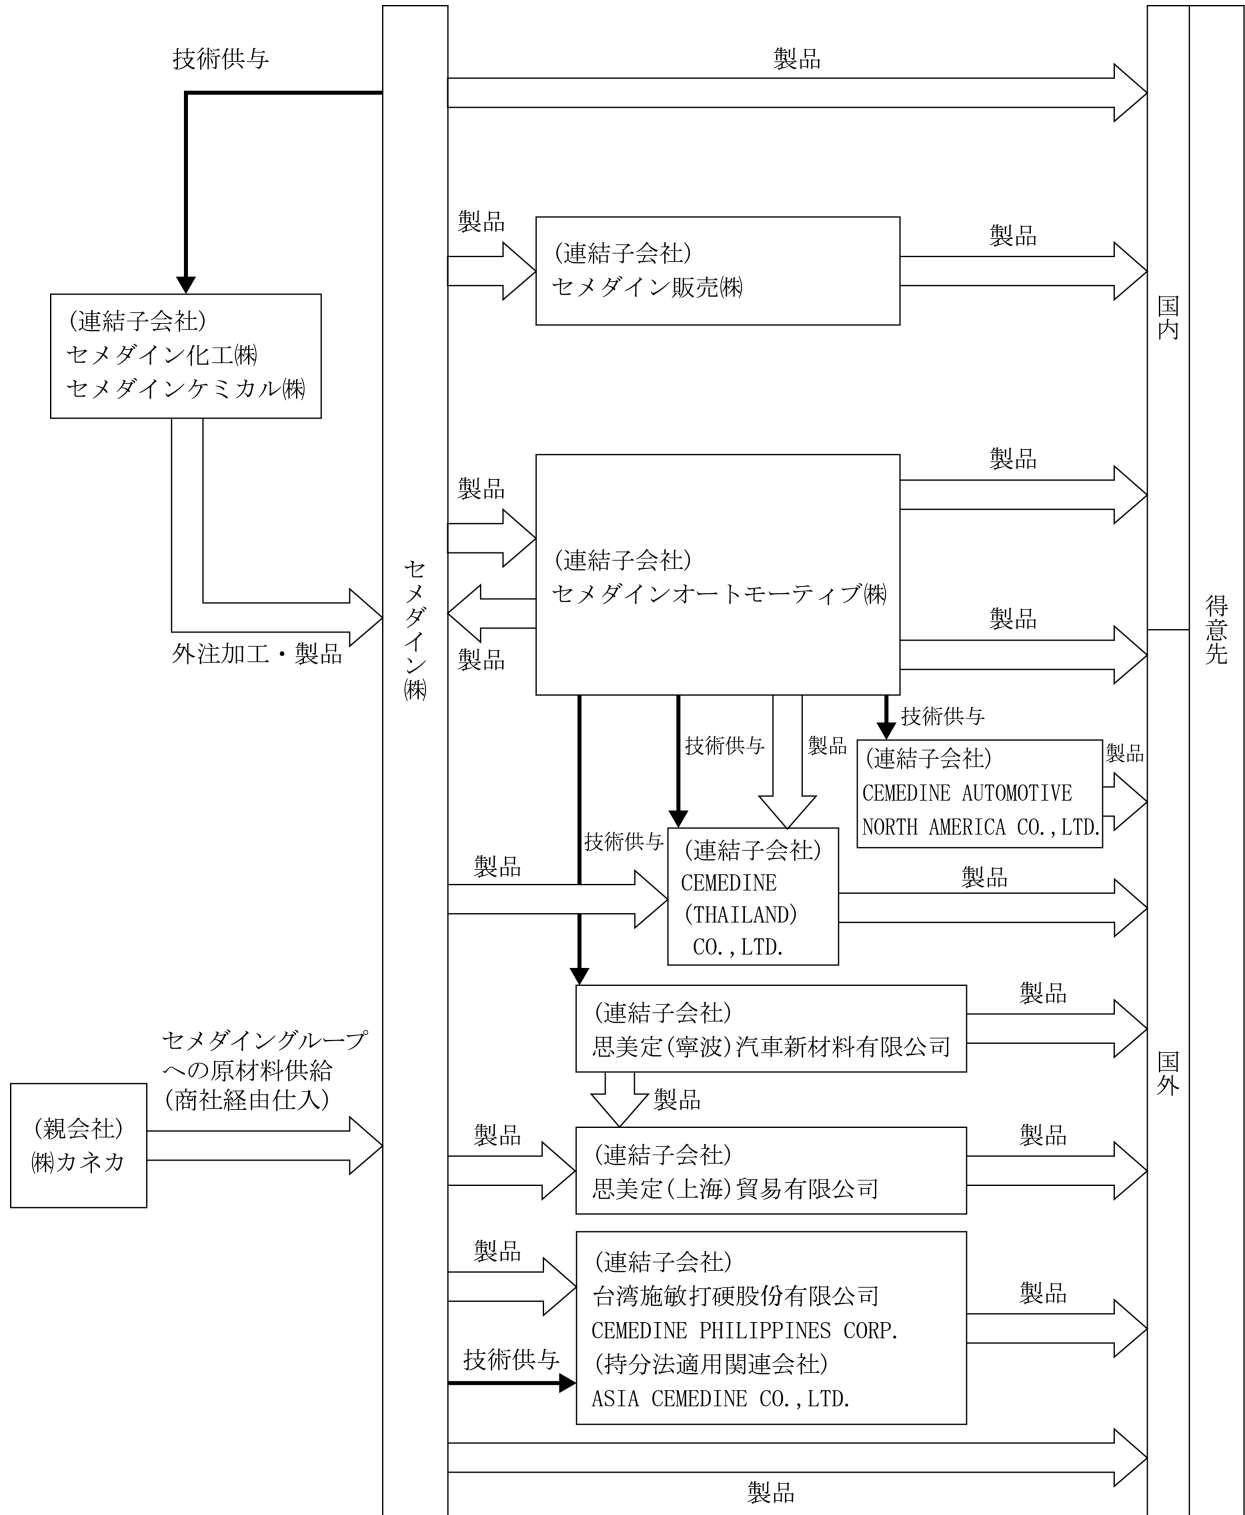 技術供与
製品
製品
(連結子会社)
セメダイン販売㈱
製品
(連結子会社)
セメダイン化工㈱
セメダインケミカル㈱
国内
製品
製品
(連結子会社)
セメダインオートモーティブ㈱
セメダイン㈱
製品
製品
得意先
外注加工・製品
技術供与
技術供与
製品
製品
(連結子会社)
CEMEDINE AUTOMOTIVE
NORTH AMERICA CO.,LTD.
技術供与
製品
(連結子会社)
CEMEDINE
(THAILAND)
CO.,LTD.
製品
製品
(連結子会社)
思美定(寧波)汽車新材料有限公司
セメダイングループ
への原材料供給
(商社経由仕入)
国外
製品
(親会社)
㈱カネカ
製品
(連結子会社)
思美定(上海)貿易有限公司
製品
製品
(連結子会社)
台湾施敏打硬股份有限公司
CEMEDINE PHILIPPINES CORP.
(持分法適用関連会社)
ASIA CEMEDINE CO.,LTD.
製品
技術供与
製品